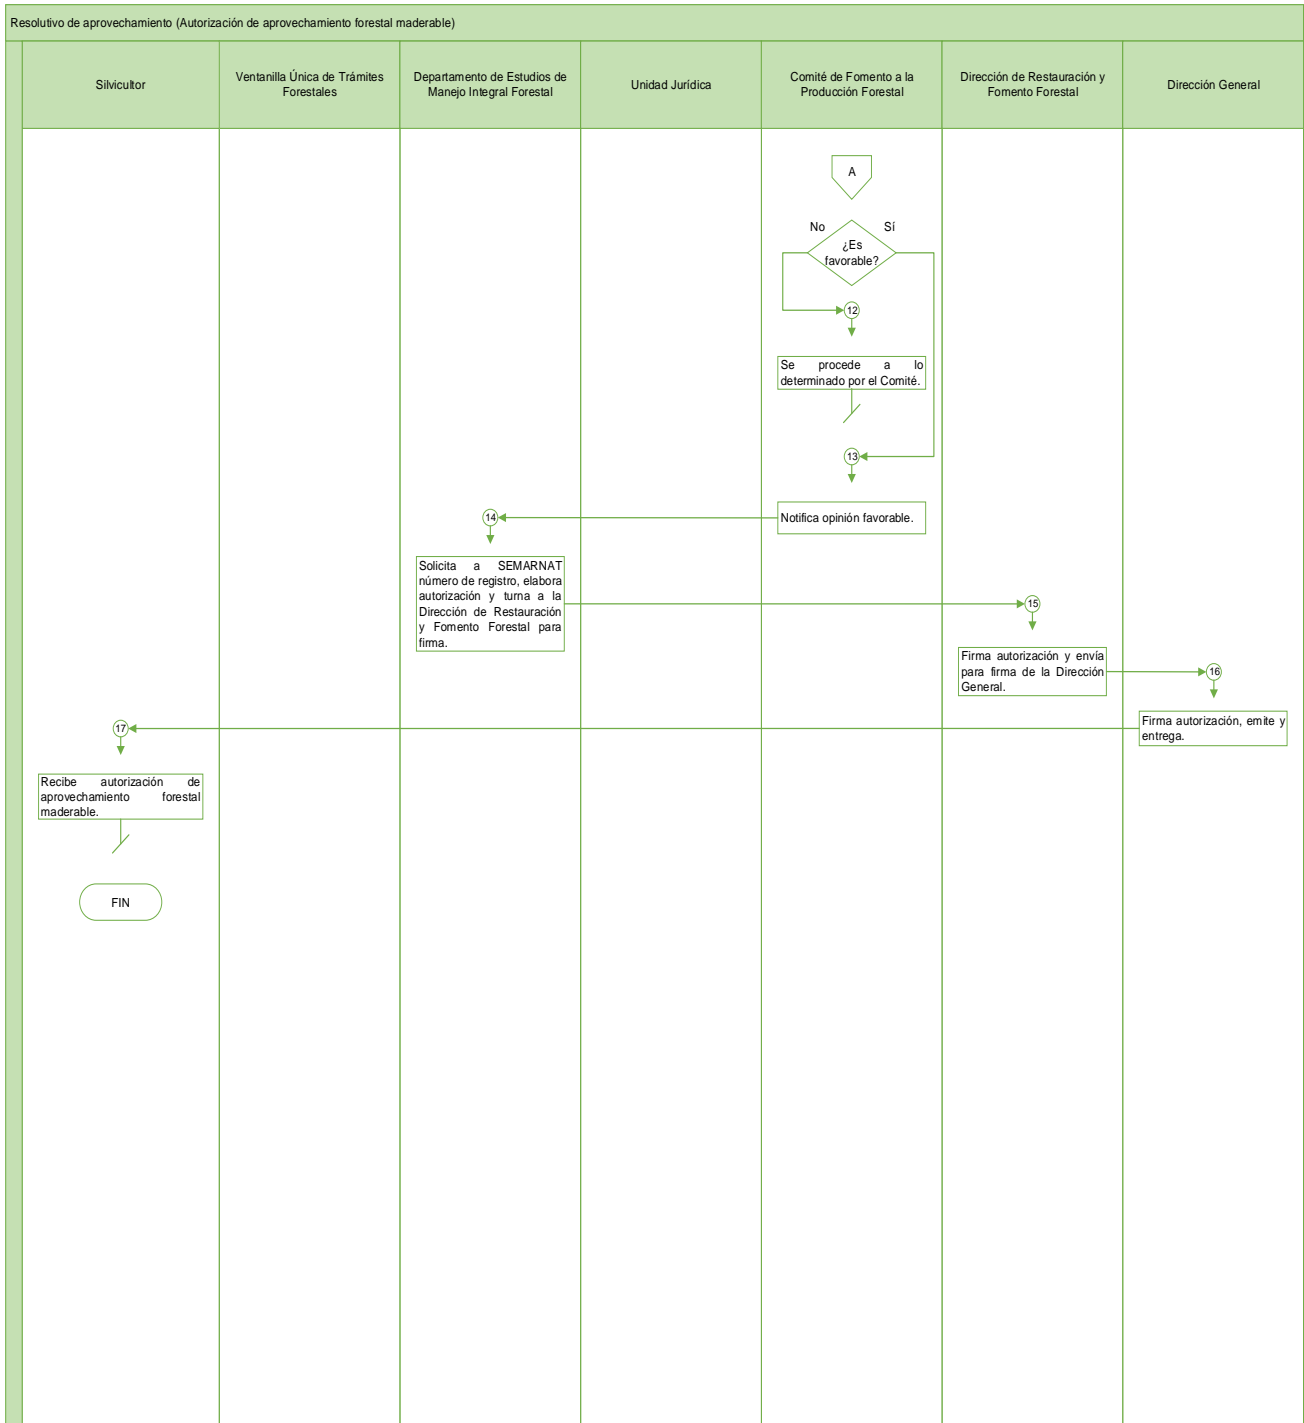 Resolutivo de aprovechamiento (Autorización de aprovechamiento forestal maderable)
Silvicultor
Ventanilla Única de Trámites
Forestales
Departamento de Estudios de
Manejo Integral Forestal
Unidad Jurídica
Comité de Fomento a la
Producción Forestal
Dirección de Restauración y
Fomento Forestal
Dirección General
A
No
Sí
¿Es
favorable?
12
Se procede a lo
determinado por el Comité.
13
Notifica opinión favorable.
14
Solicita a SEMARNAT
número de registro, elabora
autorización y turna a la
Dirección de Restauración
y Fomento Forestal para
firma.
15
Firma autorización y envía
para firma de la Dirección
General.
16
Firma autorización, emite y
entrega.
17
Recibe autorización de
aprovechamiento forestal
maderable.
FIN